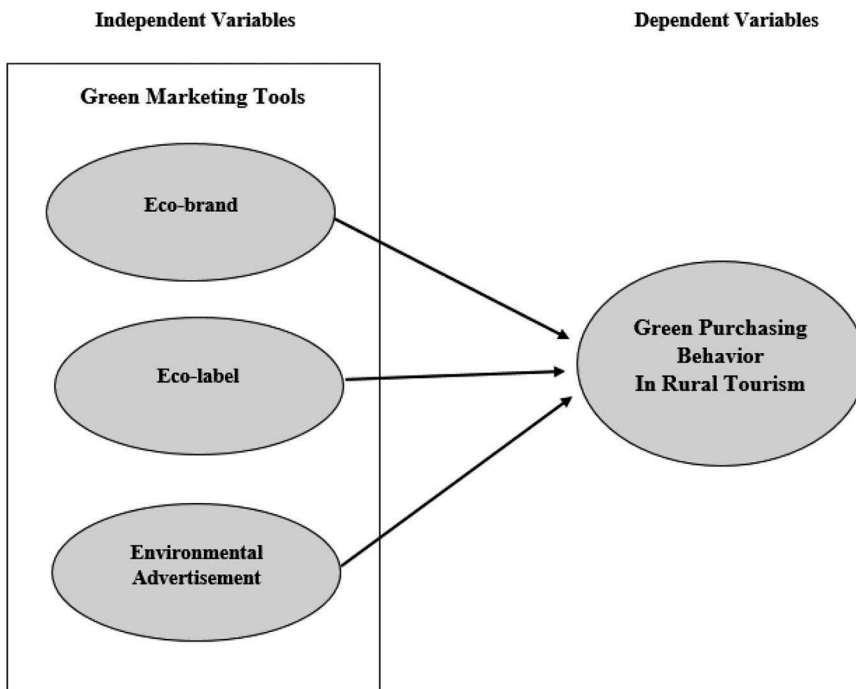 Independent Variables
Dependent Variables
Green Marketing Tools
Eco-brand
Eco-label
Environmental
Advertisement
Green Purchasing
Behavior
In Rural Tourism